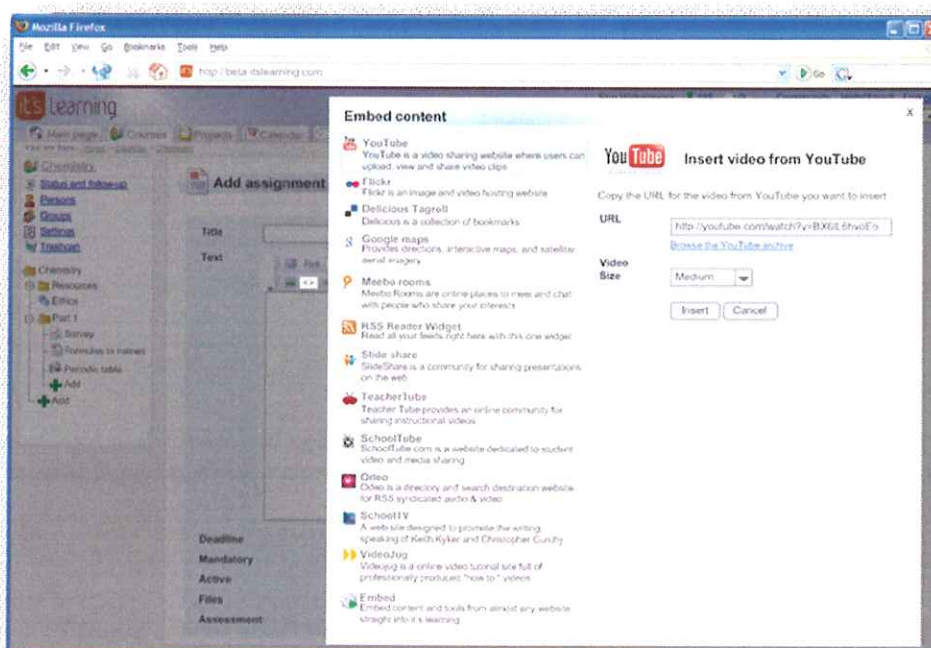 Mozilla Firefox
File Edit View Go Bookmarks Tools Help
http://beta.itslearning.com
Go
it's learning
Main page Courses Projects Calendar
Chemistry
Status and follow-up
Persons
Groups
Settings
Trashcan
Chemistry
Resources
Ethics
Part 1
Survey
Formulas to names
Periodic table
Add
Add
Add assignment
Title
Text
Deadline
Mandatory
Active
Files
Assessment
Embed content
X
YouTube
YouTube is a video sharing website where users can
upload, view and share video clips
Flickr
Flickr is an image and video hosting website
Delicious Tagroll
Delicious is a collection of bookmarks
Google maps
Provides directions, interactive maps, and satellite/
aerial imagery
Meebo rooms
Meebo Rooms are online places to meet and chat
with people who share your interests
RSS Reader Widget
Read all your feeds right here with this one widget
Slide share
SlideShare is a community for sharing presentations
on the web
TeacherTube
Teacher Tube provides an online community for
sharing instructional videos
SchoolTube
SchoolTube.com is a website dedicated to student
video and media sharing
Odeo
Odeo is a directory and search destination website
for RSS syndicated audio & video
SchoolTV
A web site designed to promote the writing,
speaking of Keith Kyker and Christopher Curchy
VideoJug
Videojug is a online video tutorial site full of
professionally produced "how to " videos
Embed
Embed content and tools from almost any website
straight into it's learning
YouTube
Insert video from YouTube
Copy the URL for the video from YouTube you want to insert
URL
Browse the YouTube archive
Video
Size
Medium
Insert Cancel